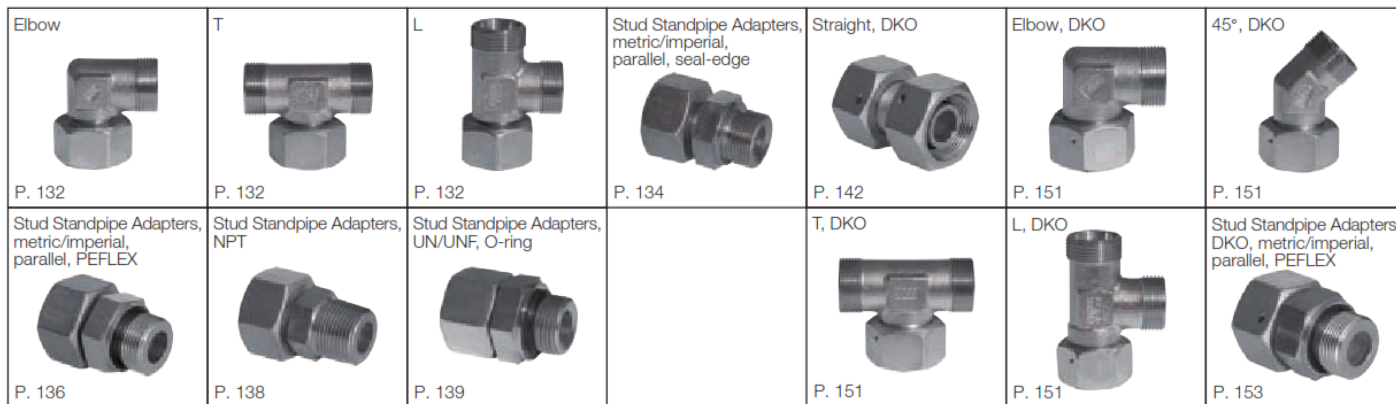 Elbow
P. 132
T
P. 132
L
P. 132
Stud Standpipe Adapters,
metric/imperial,
parallel, seal-edge
P. 134
Straight, DKO
P. 142
Elbow, DKO
P. 151
45°, DKO
P. 151
Stud Standpipe Adapters,
metric/imperial,
parallel, PEFLEX
P. 136
Stud Standpipe Adapters,
NPT
P. 138
Stud Standpipe Adapters,
UN/UNF, O-ring
P. 139
T, DKO
P. 151
L, DKO
P. 151
Stud Standpipe Adapters
DKO, metric/imperial,
parallel, PEFLEX
P. 153